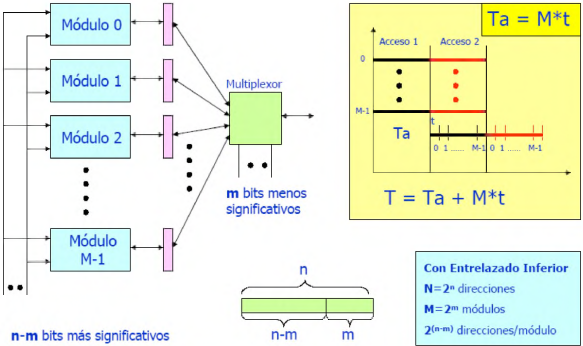 Módulo 0
Módulo 1
Módulo 2
Módulo
M-1
Multiplexor
m bits menos
significativos
n-m bits más significativos
n
n-m
m
Ta = M*t
Acceso 1
Acceso 2
0
M-1
t
Ta
0 1 ...... M-1 0 1...... M-1
T = Ta + M*t
Con Entrelazado Inferior
N=2ⁿ direcciones
M=2ᵐ módulos
2⁽ⁿ⁻ᵐ⁾ direcciones/módulo